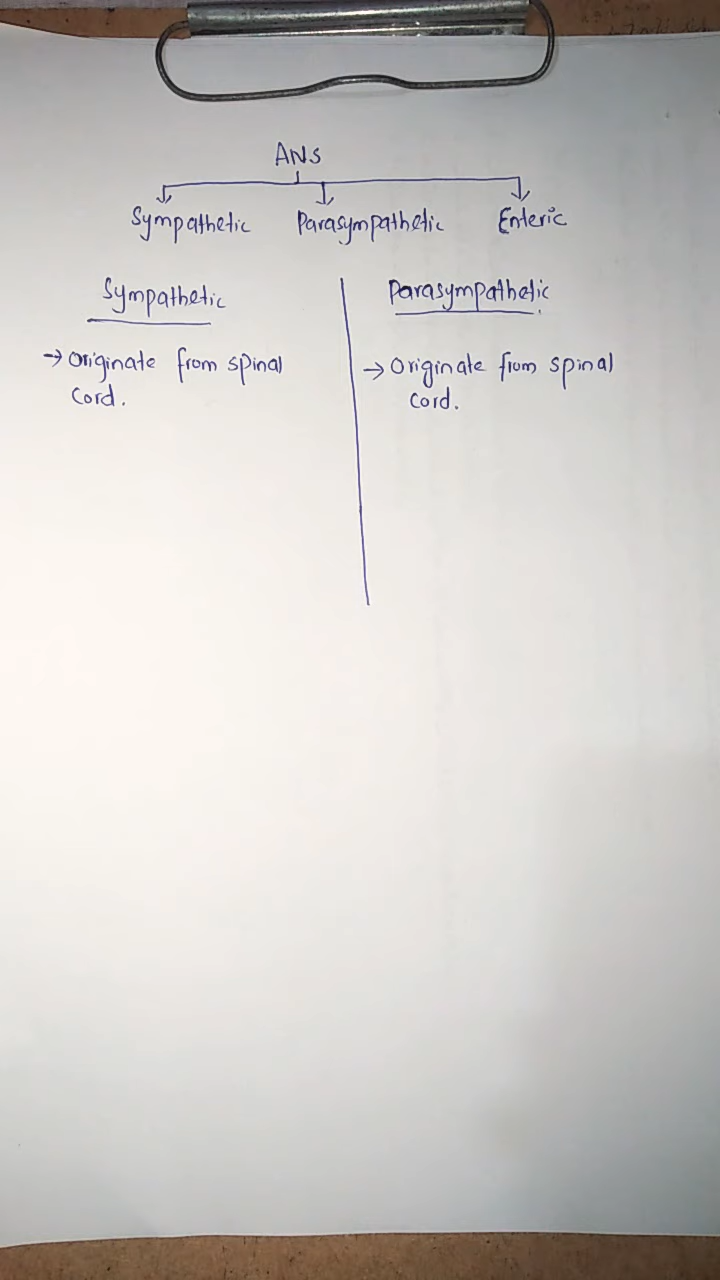 ANS
Sympathetic Parasympathetic Enteric
Sympathetic Parasympathetic
→ Originate from spinal cord.
→ Originate from spinal cord.